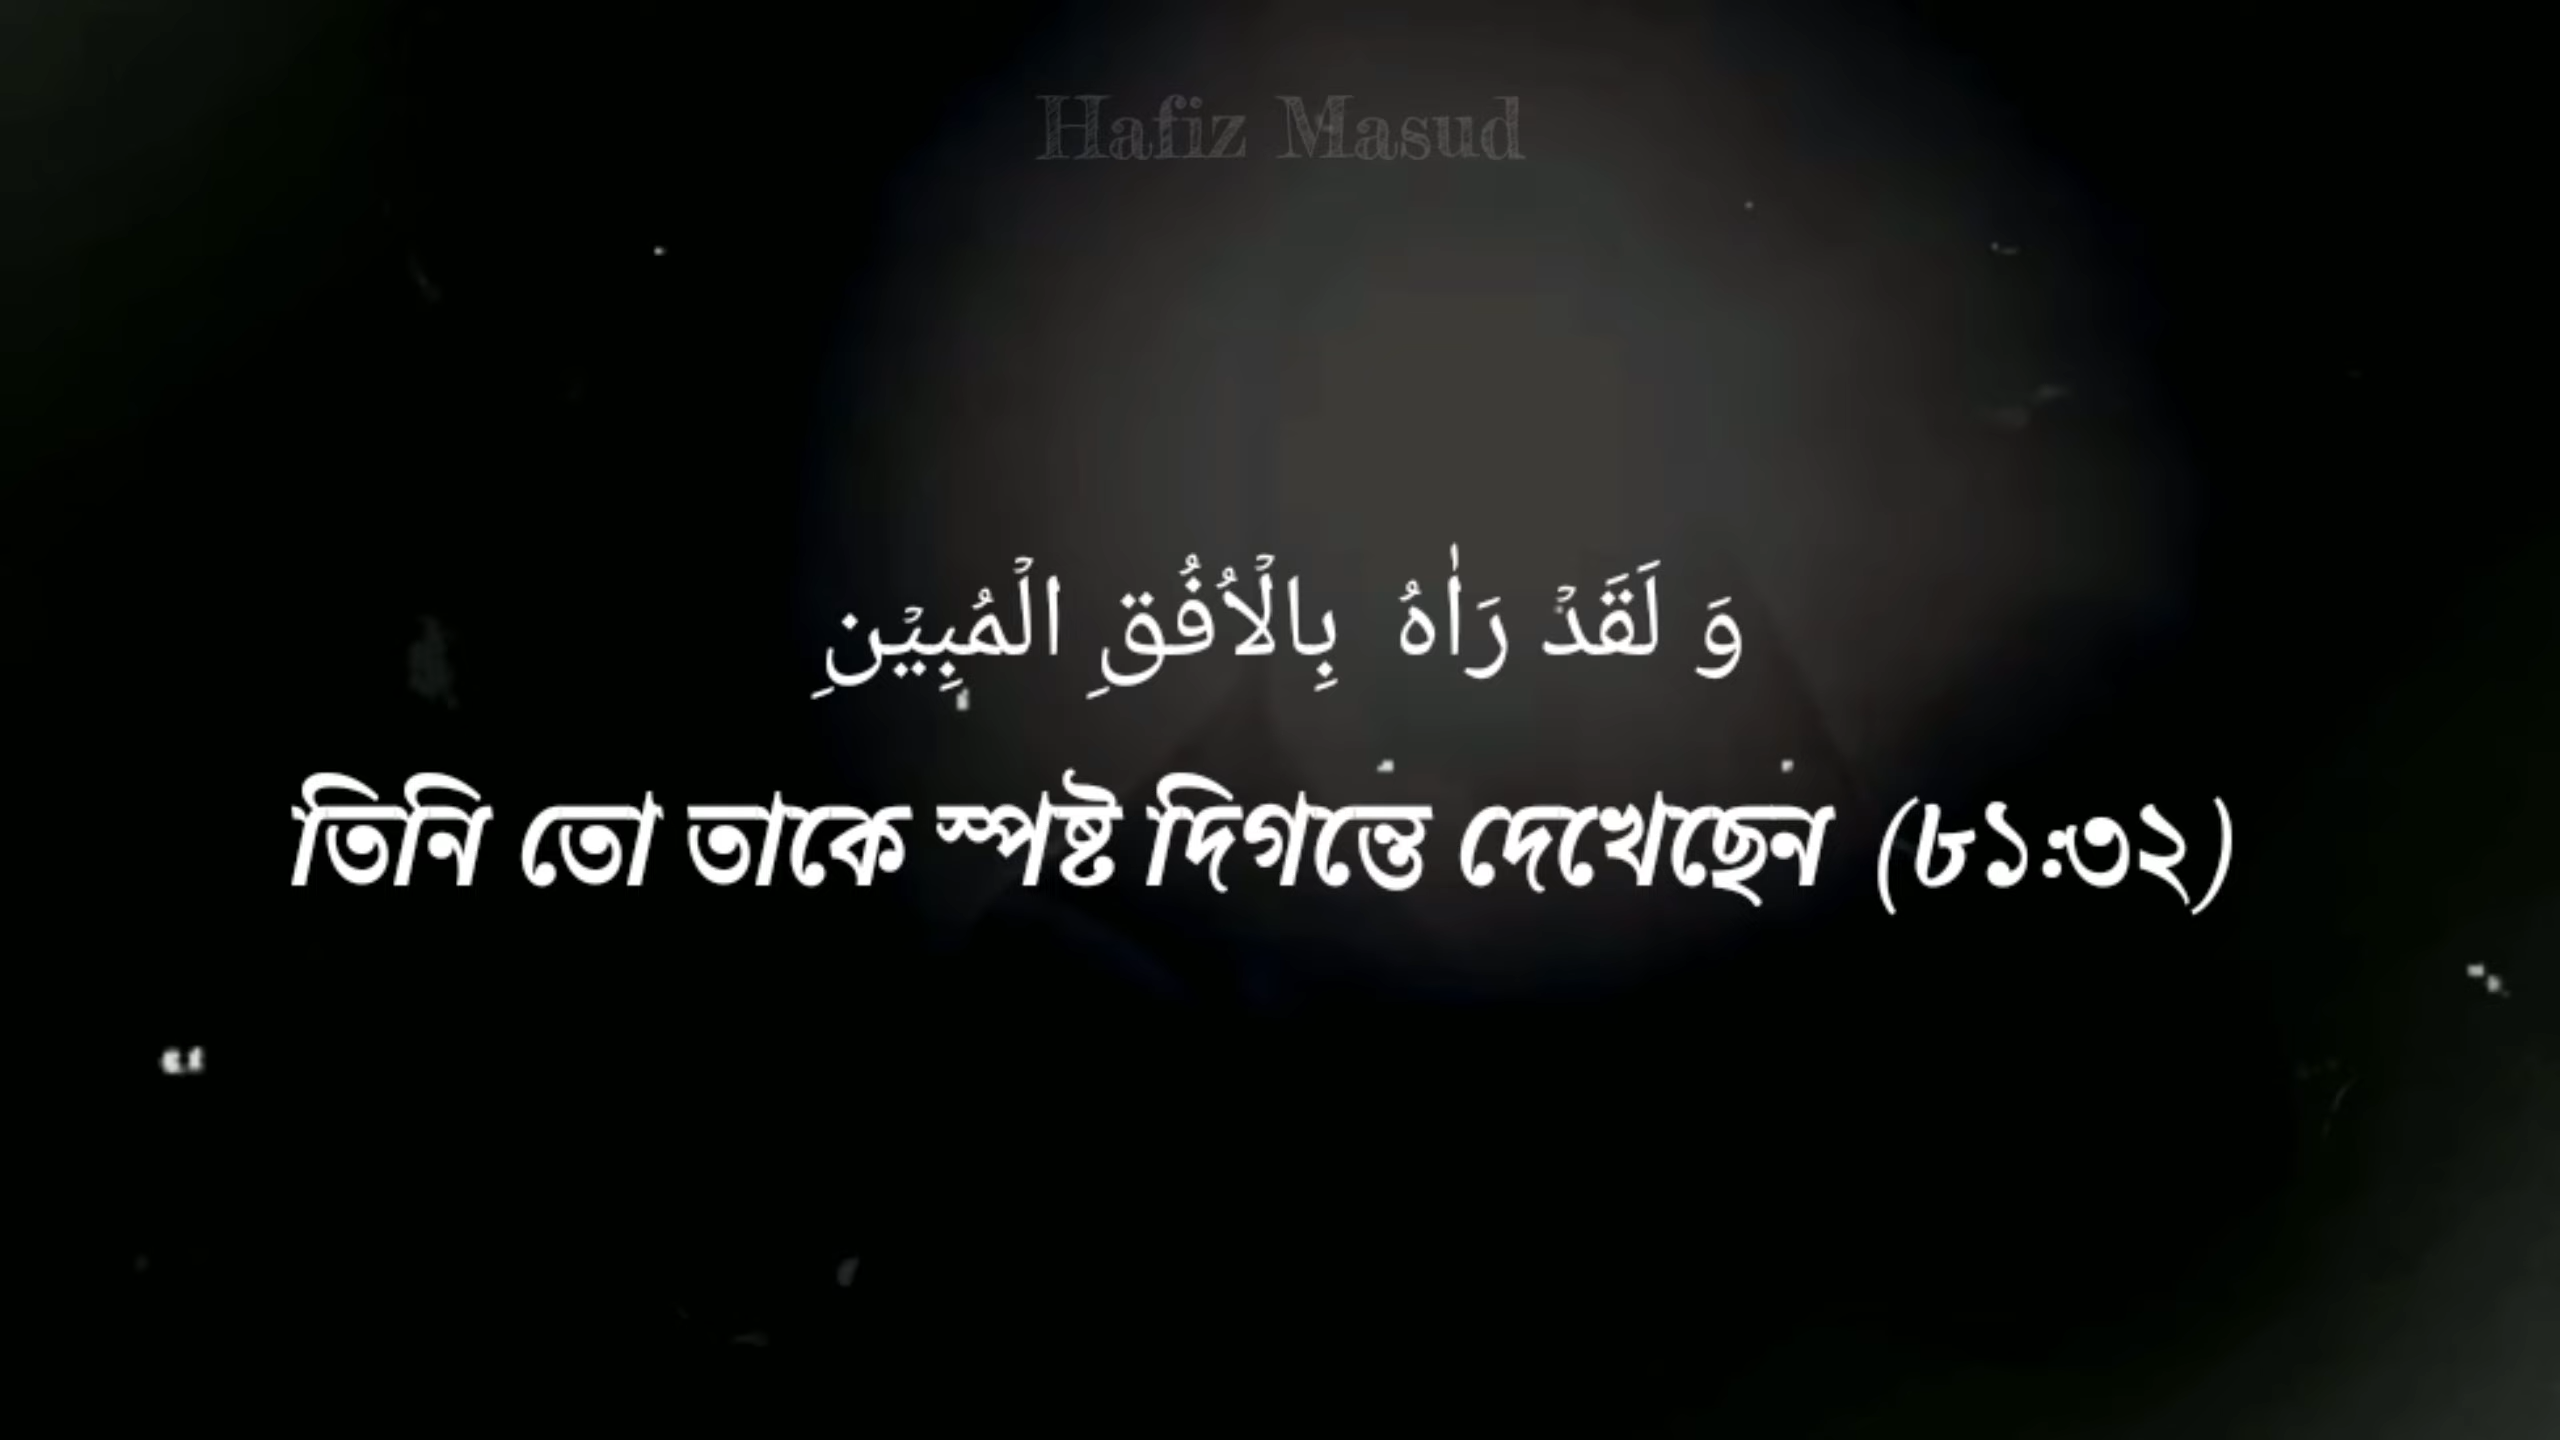 Hafiz Masud
وَ لَقَدۡ رَاٰہُ بِالۡاُفُقِ الۡمُبِیۡنِ
তিনি তো তাকে স্পষ্ট দিগন্তে দেখেছেন (৮১:৩২)